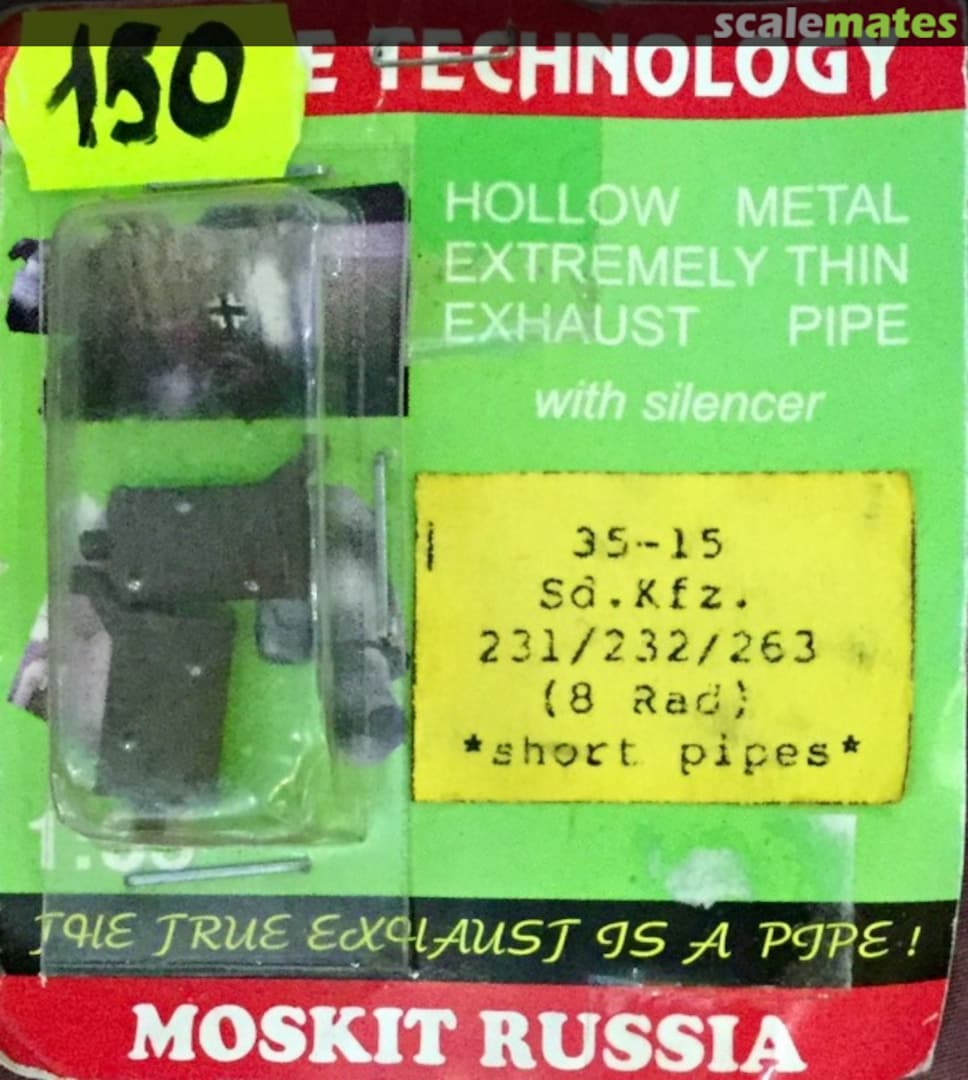 scalemates
150
E TECHNOLOGY
HOLLOW METAL
EXTREMELY THIN
EXHAUST PIPE
with silencer
35-15
Sd.Kfz.
231/232/263
(8 Rad)
*short pipes*
THE TRUE EXHAUST IS A PIPE!
MOSKIT RUSSIA